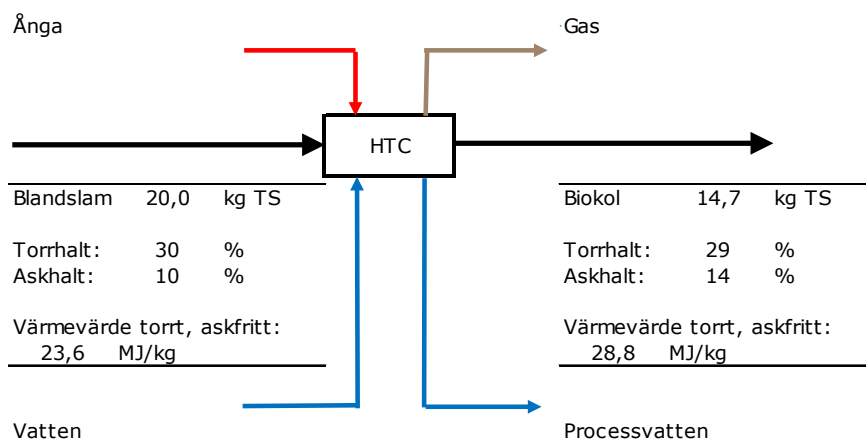 Ånga
Gas
HTC
Blandslam 20,0 kg TS
Torrhalt: 30 %
Askhalt: 10 %
Värmevärde torrt, askfritt:
23,6 MJ/kg
Biokol 14,7 kg TS
Torrhalt: 29 %
Askhalt: 14 %
Värmevärde torrt, askfritt:
28,8 MJ/kg
Vatten
Processvatten